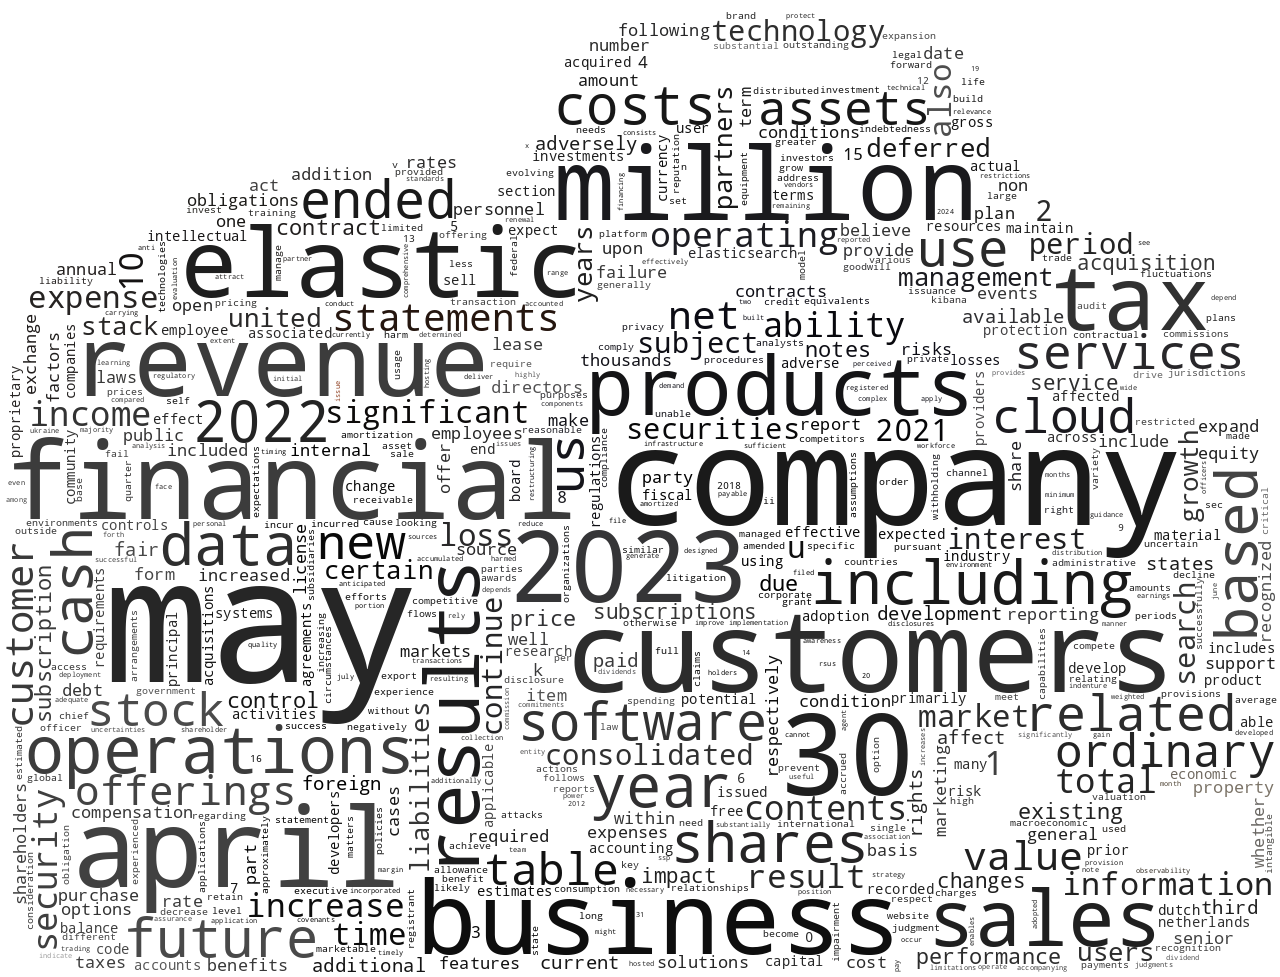 brand protect
following technology expansion
number substantial outstanding
legal date
acquired 4 forward
amount 12 technical 19 life
costs distributed investment assets also build
term relevance
partners gross
needs consists user conditions indebtedness
x adversely greater
investments investors 15 deferred
v rates evolving currency reputation n grow actual
addition provided standards million equipment address restrictions
act section financing vendors non
obligations ended terms large
invest training personnel set remaining 2024 plan 2
one contract limited 5 renewal expect years platform operating believe resources maintain
intellectual 13 offering upon reported use period see
anti elastic federal elasticsearch provide various trade acquisition
annual 10 technologies manage partner less failure effectively model goodwill management fluctuations
liability evaluation attract comprehensive sell range generally issuance events tax depend
expense open pricing conduct transaction accounted contracts kibana audit
carrying credit equivalents available plans
exchange stack employee united statements net two built ability protection contractual commissions
associated currently harm determined privacy analysts
factors companies extent lease comply subject notes risks services
revenue usage hosting thousands procedures adverse perceived private losses
laws learning regulatory initial require directors highly deliver products provides drive jurisdictions
prices compared issue purposes demand registered complex apply service wide
proprietary income self 2022 significant components providers affected
effect make unable securities report cloud restricted
ukraine majority public amortization employees reasonable infrastructure competitors 2021 across include expand
analysis included timing internal asset sale end issues sufficient workforce made
community base fail expectations offer board us regulations compliance share equity
even among quarter face financial change receivable restructuring 8 party 2018 company channel months variety growth officers
fiscal amortized payable ii assumptions order withholding minimum right guidance sec
environments personal incur incurred cause looking reduce file 9 critical
outside controls forth data new sources loss organizations managed effective expected interest material based
successful fair license subsidiaries accumulated source harmed similar designed amended u specific pursuant distribution uncertain recognized
cash form increased certain parties generate 2023 using countries industry environment administrative states
customer requirements anticipated depends awards litigation due filed including decline
subscription arrangements principal acquisitions systems efforts portion competitive subscriptions corporate grant amounts earnings june
may agreements increasing circumstances flows rely price otherwise improve implementation adoption development reporting periods successfully
quality markets well disclosures manner search
access deployment transactions results continue research per full claims 14 awareness compete includes
debt government july export k paid dividends holders customers rsus 20 capabilities develop support
adequate control resulting disclosure relating indenture product
stock experience item spending potential condition primarily meet weighted provisions average
chief activities without commitments commission respectively
officer uncertainties shareholder success negatively software law agent market significantly gain related able developed
operations 16 liabilities collection cannot 30 option increases affect ordinary
estimated global additionally applicable entity consolidated prevent accrued many 1 economic
offerings foreign actions useful risk total month property
shareholders security compensation regarding developers cases follows year 6 issued rights marketing high valuation
reports power 2012 free contents existing
april statement matters policies attacks within macroeconomic used whether
obligation experienced applications part approximately required expenses need substantially international single general
consideration achieve team accounting shares association basis prior intangible
margin allowance table ssp key impact result strategy value provision note observability
purchase 7 retain executive incorporated benefit likely estimates consumption necessary relationships position recorded changes information
options rate decrease level increase respect charges
assurance application covenants registrant business long 31 website enables adopted sales dutch third
balance different future time state 3 might become 0 impairment judgment netherlands
trading code marketable timely occur senior
indicate taxes accounts benefits additional features current hosted solutions capital cost pay performance limitations operate accompanying users recognition dividend payments judgments